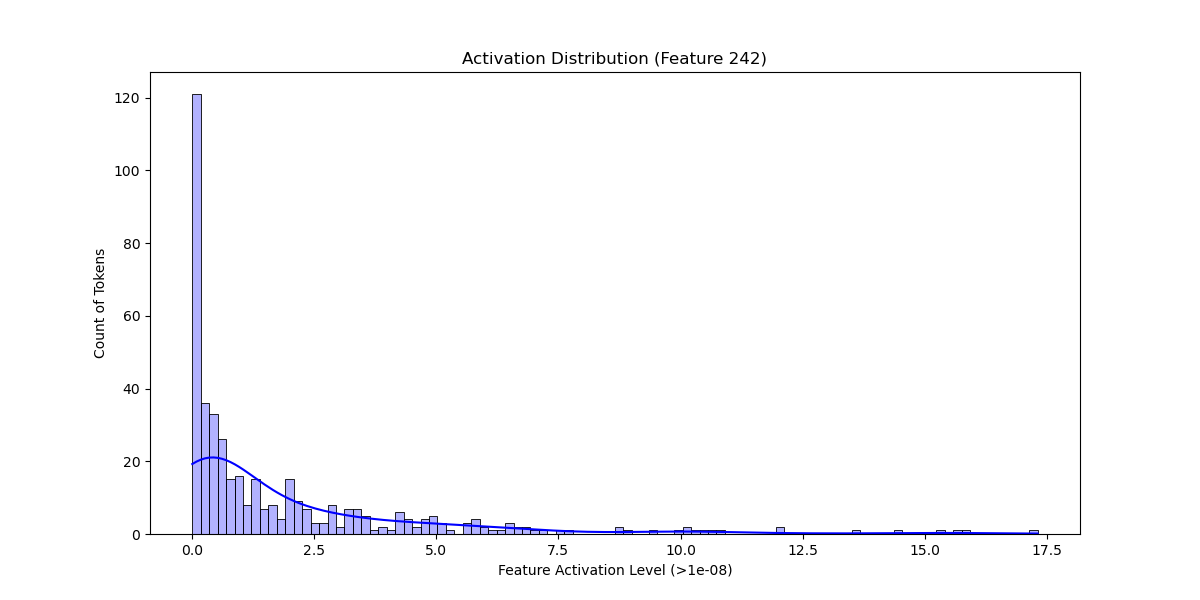 Activation Distribution (Feature 242)
120
100
80
60
40
20
0
Count of Tokens
0.0 2.5 5.0 7.5 10.0 12.5 15.0 17.5
Feature Activation Level (>1e-08)